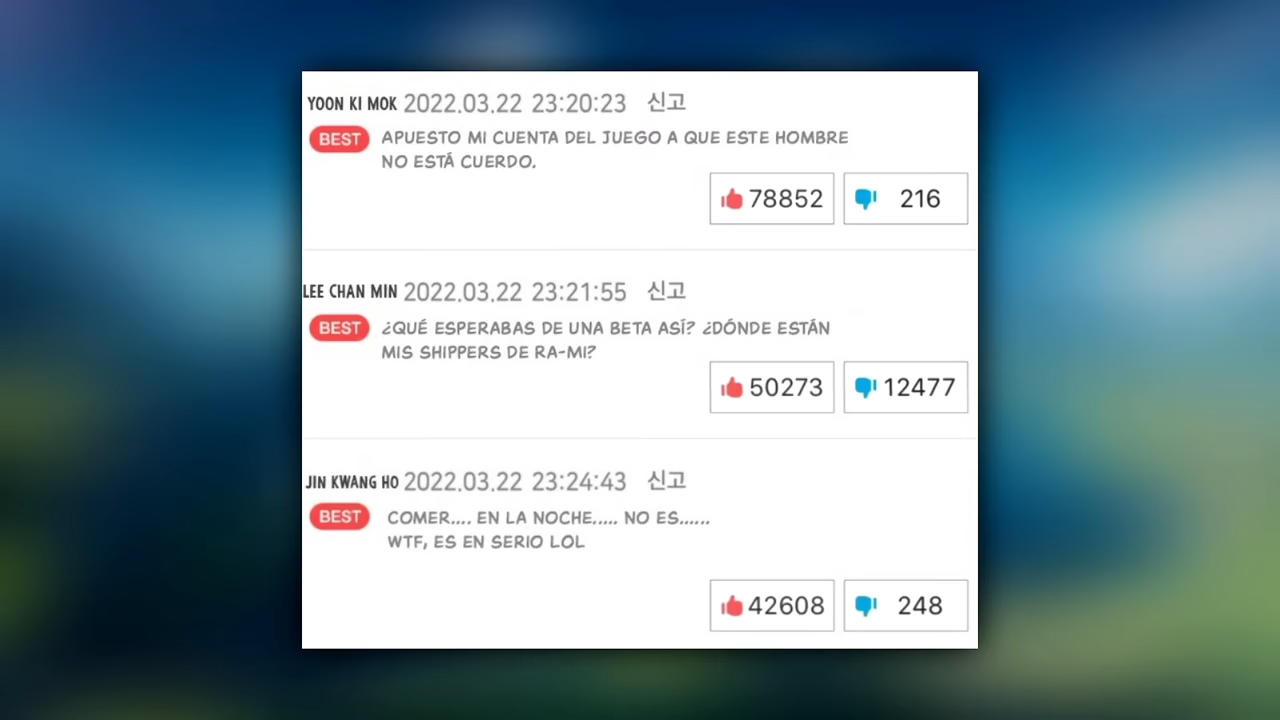 YOON KI MOK 2022.03.22 23:20:23 신고
BEST APUESTO MI CUENTA DEL JUEGO A QUE ESTE HOMBRE
NO ESTÁ CUERDO.
78852 216
LEE CHAN MIN 2022.03.22 23:21:55 신고
BEST ¿QUÉ ESPERABAS DE UNA BETA ASÍ? ¿DÓNDE ESTÁN
MIS SHIPPERS DE RA-MI?
50273 12477
JIN KWANG HO 2022.03.22 23:24:43 신고
BEST COMER.... EN LA NOCHE..... NO ES......
WTF, ES EN SERIO LOL
42608 248